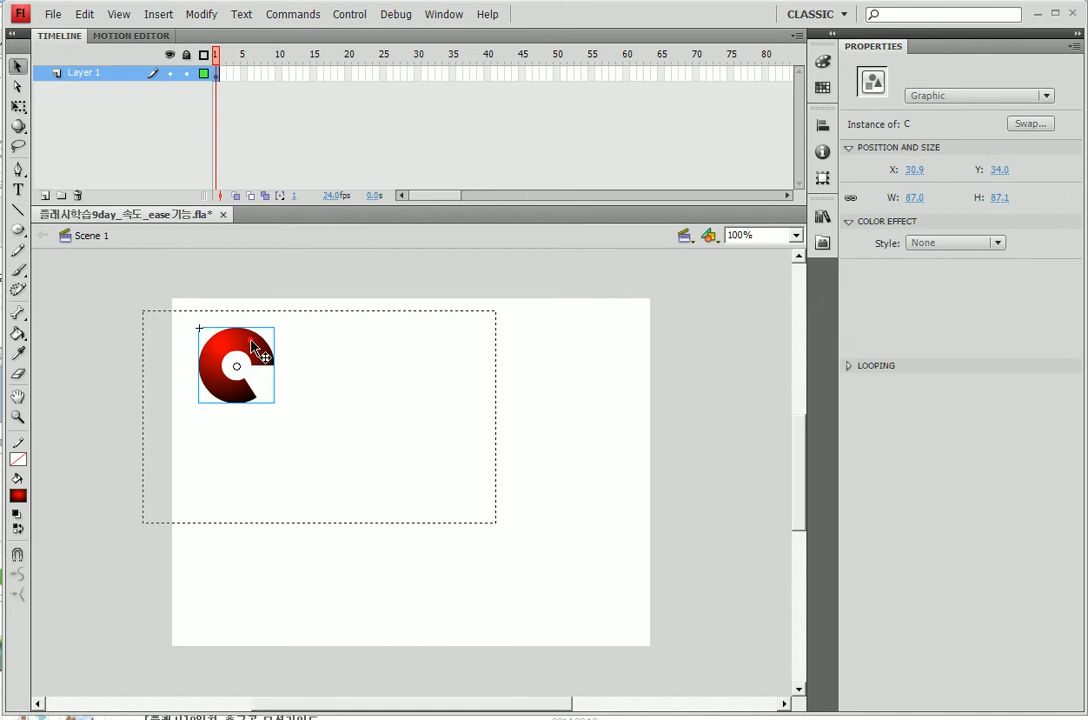 Fl File Edit View Insert Modify Text Commands Control Debug Window Help CLASSIC
TIMELINE MOTION EDITOR
1 5 10 15 20 25 30 35 40 45 50 55 60 65 70 75 80
Layer 1
1 24.0fps 0.0s
플래시학습9day_속도_ease기능.fla*
Scene 1 100%
PROPERTIES
Graphic
Instance of: C Swap...
POSITION AND SIZE
X: 30.9 Y: 34.0
W: 87.0 H: 87.1
COLOR EFFECT
Style: None
LOOPING